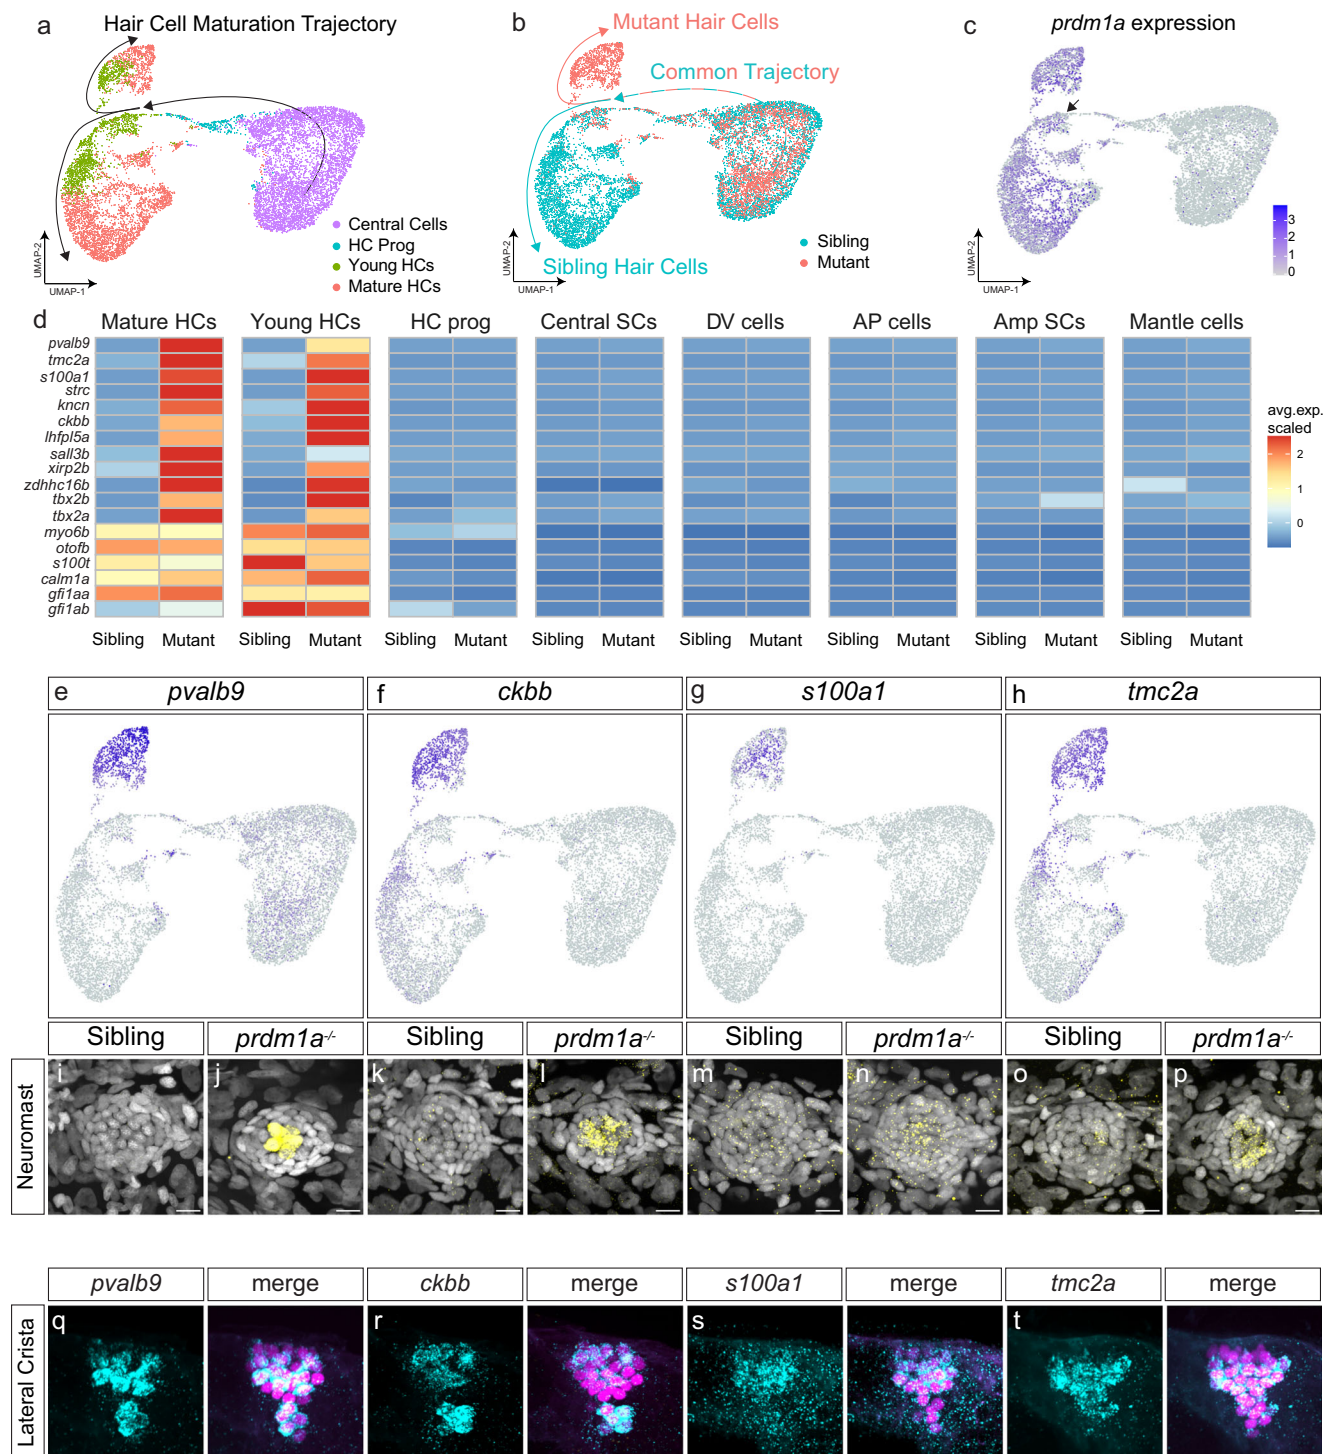 a Hair Cell Maturation Trajectory
Central Cells
HC Prog
Young HCs
Mature HCs
UMAP-2
UMAP-1
b Mutant Hair Cells
Common Trajectory
Sibling
Mutant
Sibling Hair Cells
UMAP-2
UMAP-1
c prdm1a expression
3
2
1
0
UMAP-2
UMAP-1
d Mature HCs Young HCs HC prog Central SCs DV cells AP cells Amp SCs Mantle cells
pvalb9
tmc2a
s100a1
strc
kncn
ckbb
lhfpl5a
sall3b
xirp2b
zdhhc16b
tbx2b
tbx2a
myo6b
otofb
s100t
calm1a
gfi1aa
gfi1ab
avg.exp.
scaled
2
1
0
Sibling Mutant Sibling Mutant Sibling Mutant Sibling Mutant Sibling Mutant Sibling Mutant Sibling Mutant Sibling Mutant
e pvalb9 f ckbb g s100a1 h tmc2a
Sibling prdm1a-/- Sibling prdm1a-/- Sibling prdm1a-/- Sibling prdm1a-/-
Neuromast
i j k l m n o p
pvalb9 merge ckbb merge s100a1 merge tmc2a merge
Lateral Crista
q r s t